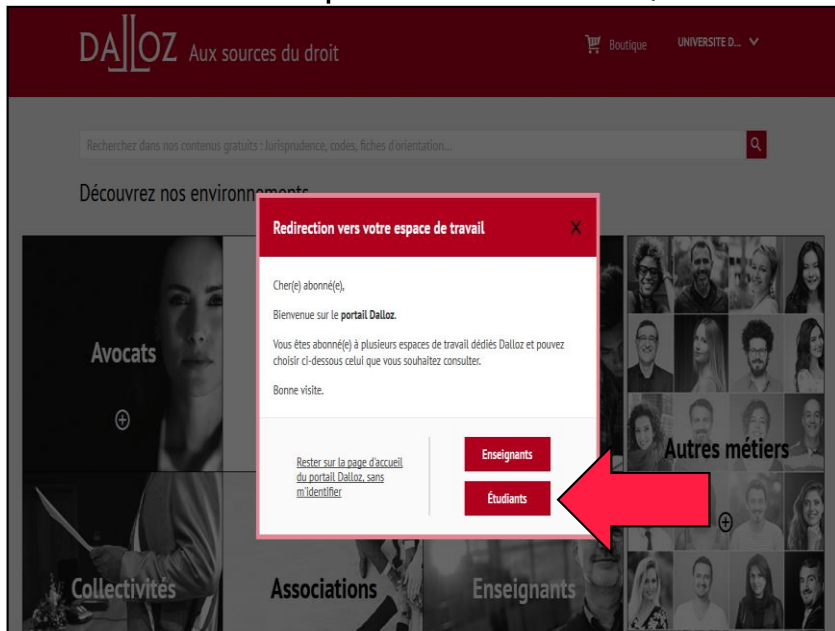 DALLOZ Aux sources du droit
Boutique
UNIVERSITE D...
Recherchez dans nos contenus gratuits : Jurisprudence, codes, fiches d'orientation...
Découvrez nos environnements
Redirection vers votre espace de travail X
Cher(e) abonné(e),
Bienvenue sur le portail Dalloz.
Vous êtes abonné(e) à plusieurs espaces de travail dédiés Dalloz et pouvez
choisir ci-dessous celui que vous souhaitez consulter.
Bonne visite.
Rester sur la page d'accueil
du portail Dalloz, sans
m'identifier
Enseignants
Étudiants
Avocats
Autres métiers
Collectivités
Associations
Enseignants